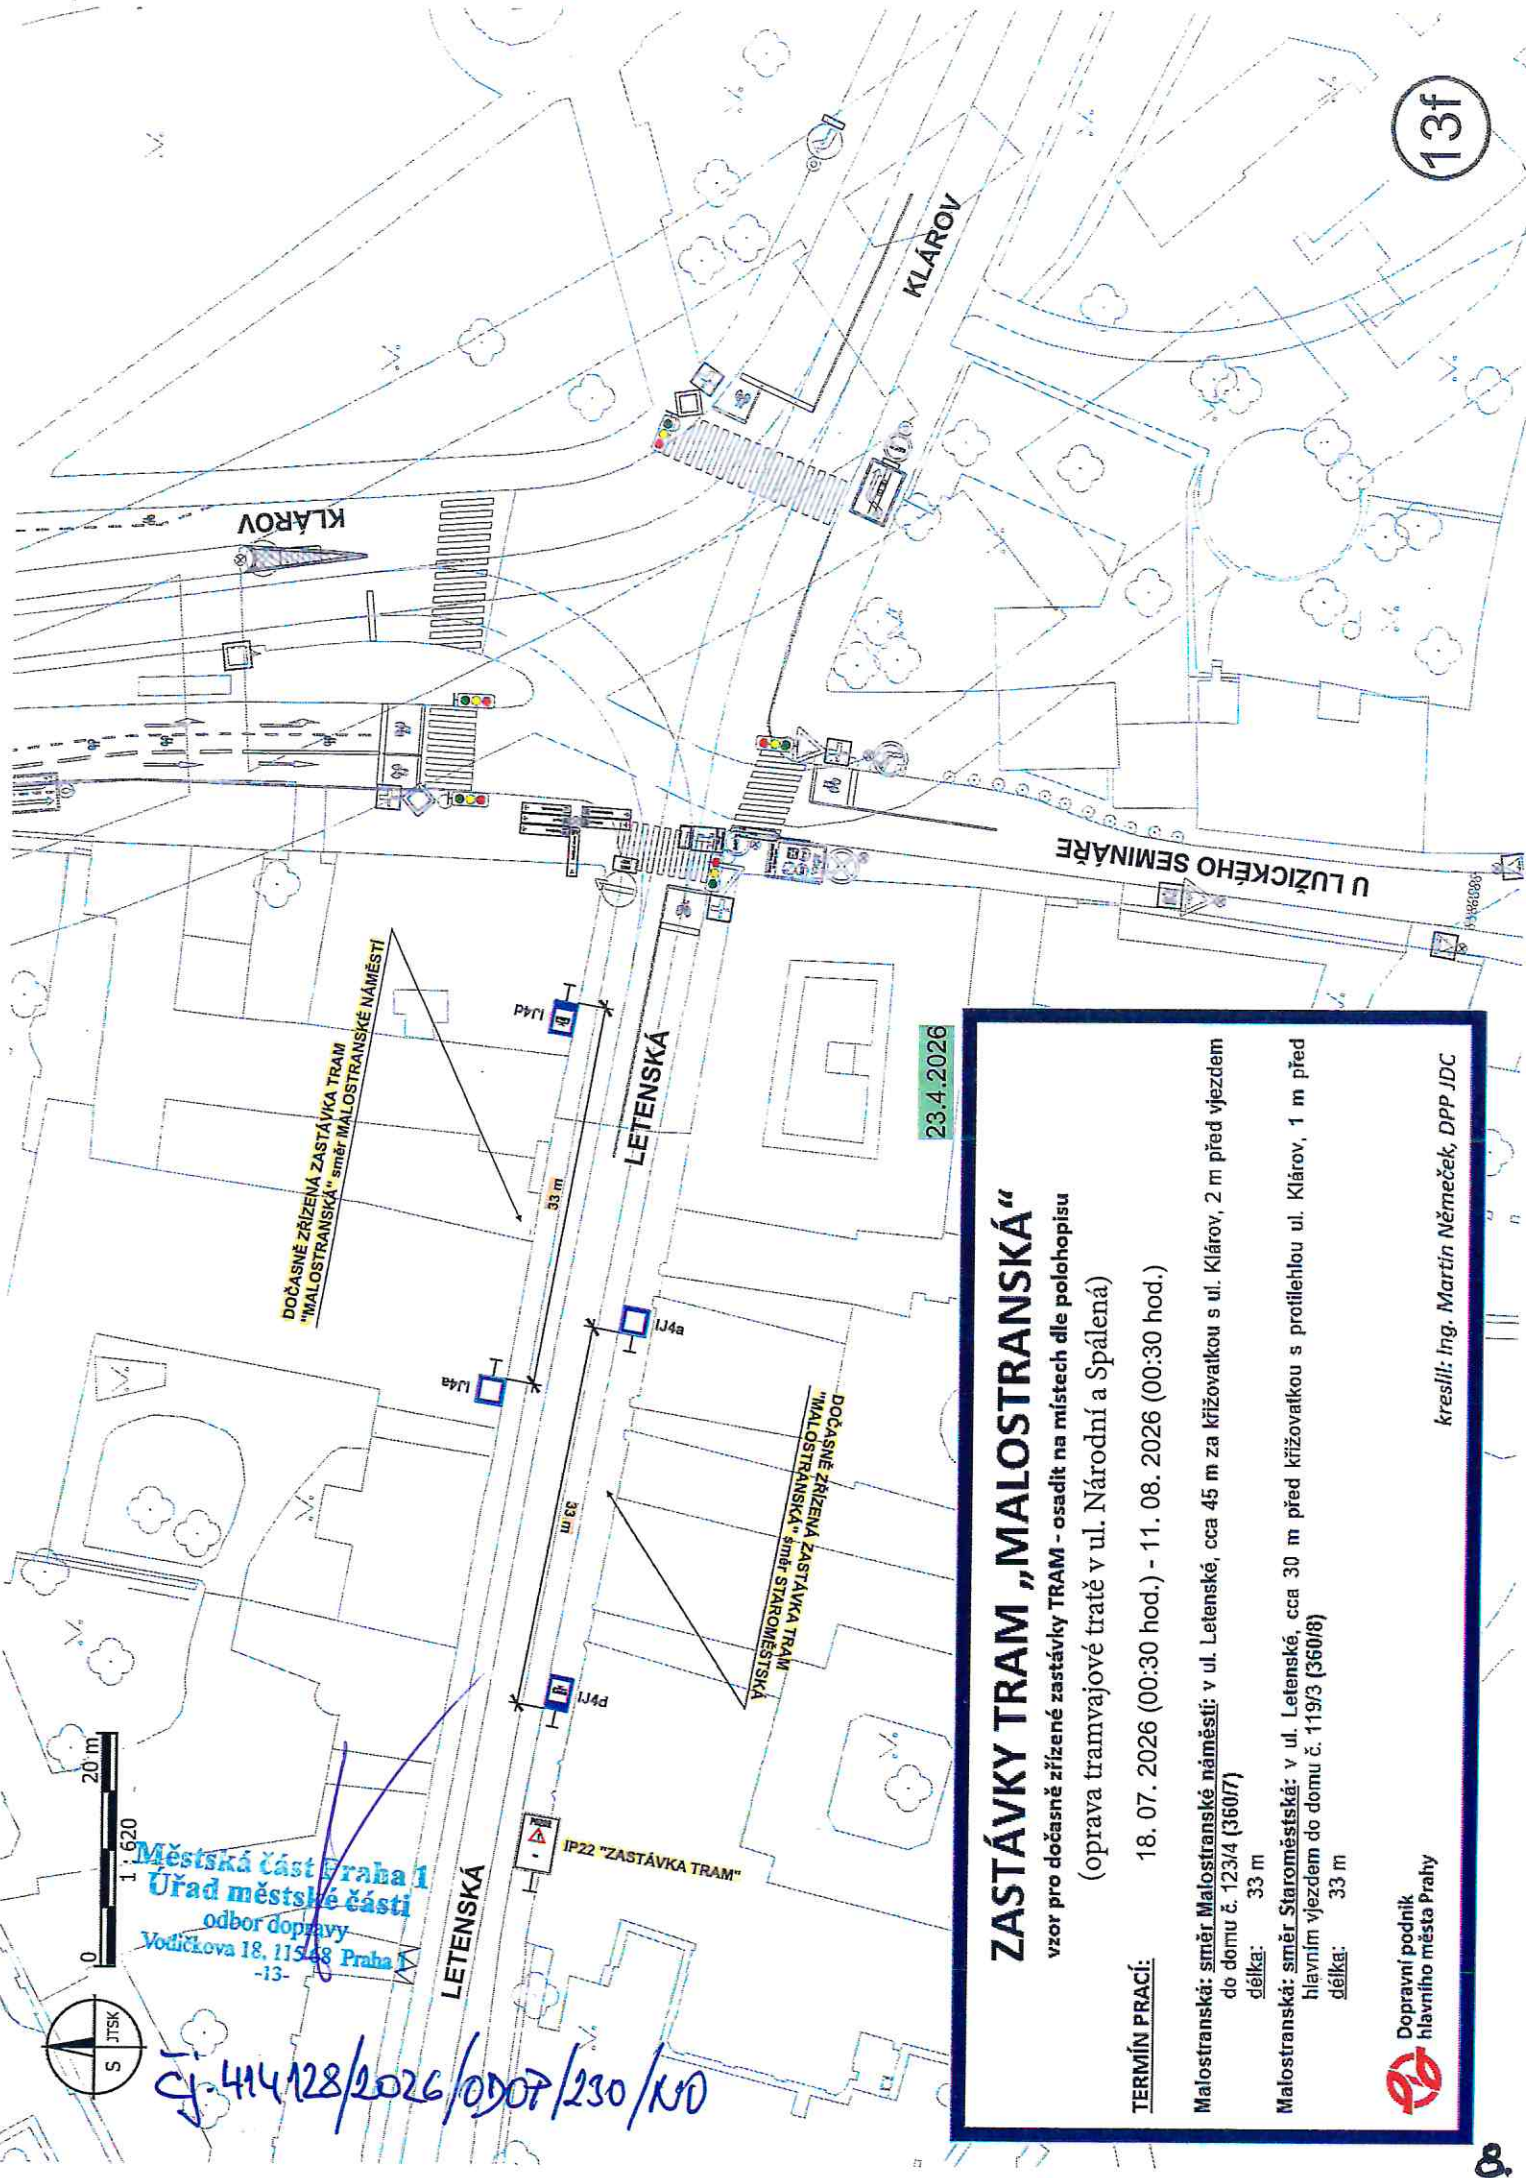 13f
KLÁROV
KLÁROV
U LUŽICKÉHO SEMINÁŘE
DOČASNĚ ZŘÍZENÁ ZASTÁVKA TRAM
"MALOSTRANSKÁ" směr MALOSTRANSKÉ NÁMĚSTÍ
IJ4d
33 m
LETENSKÁ
IJ4a
IJ4a
33 m
DOČASNĚ ZŘÍZENÁ ZASTÁVKA TRAM
"MALOSTRANSKÁ" směr STAROMĚSTSKÁ
IJ4d
IP22 "ZASTÁVKA TRAM"
LETENSKÁ
0
20 m
1 : 620
S JTSK
Městská část Praha 1
Úřad městské části
odbor dopravy
Vodičkova 18, 115 68 Praha 1
-13-
čj. 414128/2026/ODOP/230/
23.4.2026
ZASTÁVKY TRAM „MALOSTRANSKÁ“
vzor pro dočasně zřízené zastávky TRAM - osadit na místech dle polohopisu
(oprava tramvajové tratě v ul. Národní a Spálená)
TERMÍN PRACÍ: 18. 07. 2026 (00:30 hod.) - 11. 08. 2026 (00:30 hod.)
Malostranská: směr Malostranské náměstí: v ul. Letenské, cca 45 m za křižovatkou s ul. Klárov, 2 m před vjezdem
do domu č. 123/4 (360/7)
délka: 33 m
Malostranská: směr Staroměstská: v ul. Letenské, cca 30 m před křižovatkou s protilehlou ul. Klárov, 1 m před
hlavním vjezdem do domu č. 119/3 (360/8)
délka: 33 m
Dopravní podnik
hlavního města Prahy
kreslil: Ing. Martin Němeček, DPP JDC
8.